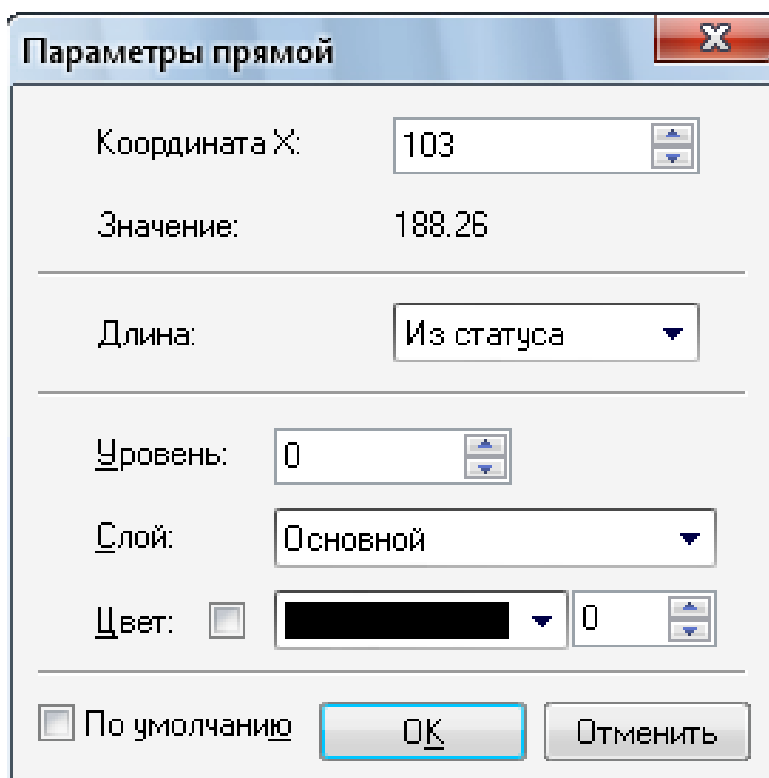 Параметры прямой
Координата X: 103
Значение: 188.26
Длина: Из статуса
Уровень: 0
Слой: Основной
Цвет: 0
По умолчанию OK Отменить